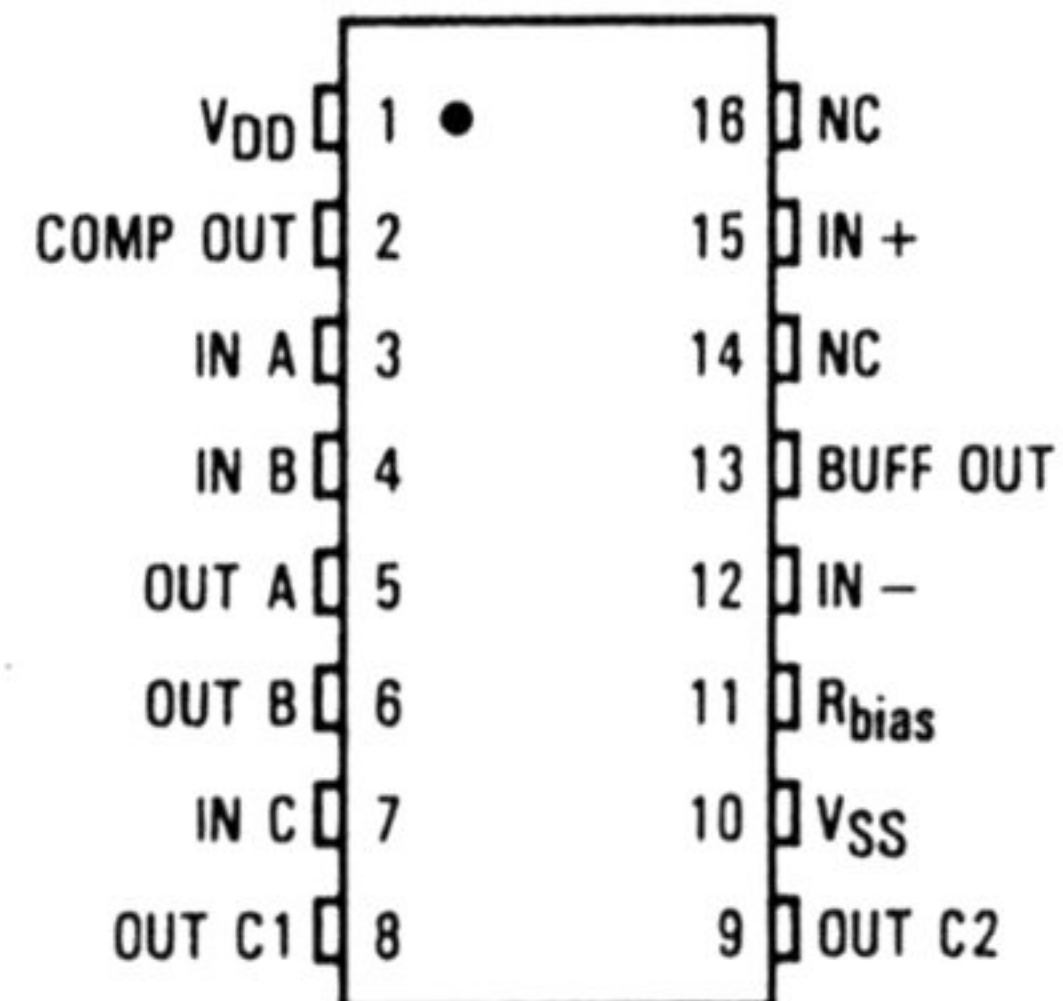 VDD 1 16 NC
COMP OUT 2 15 IN +
IN A 3 14 NC
IN B 4 13 BUFF OUT
OUT A 5 12 IN −
OUT B 6 11 Rbias
IN C 7 10 VSS
OUT C1 8 9 OUT C2